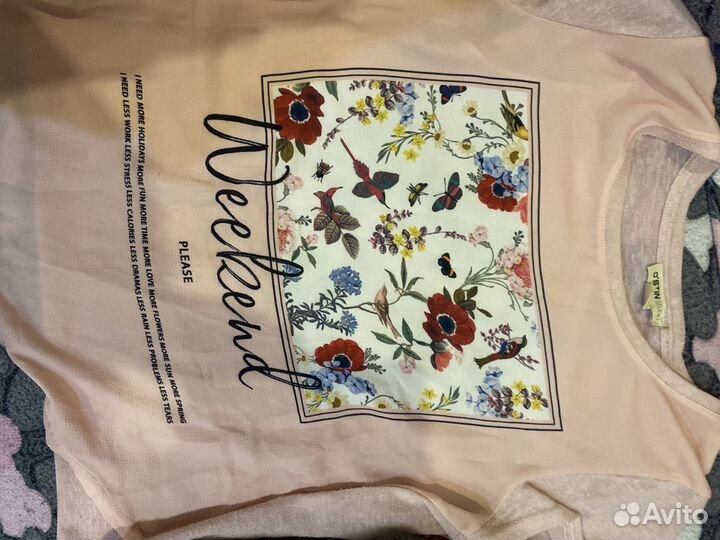 O'STIN
Weekend
PLEASE
I NEED MORE HOLIDAYS MORE FUN MORE TIME MORE LOVE MORE FLOWERS MORE SUN MORE SPRING
I NEED LESS WORK LESS STRESS LESS CALORIES LESS DRAMAS LESS RAIN LESS PROBLEMS LESS TEARS
Avito